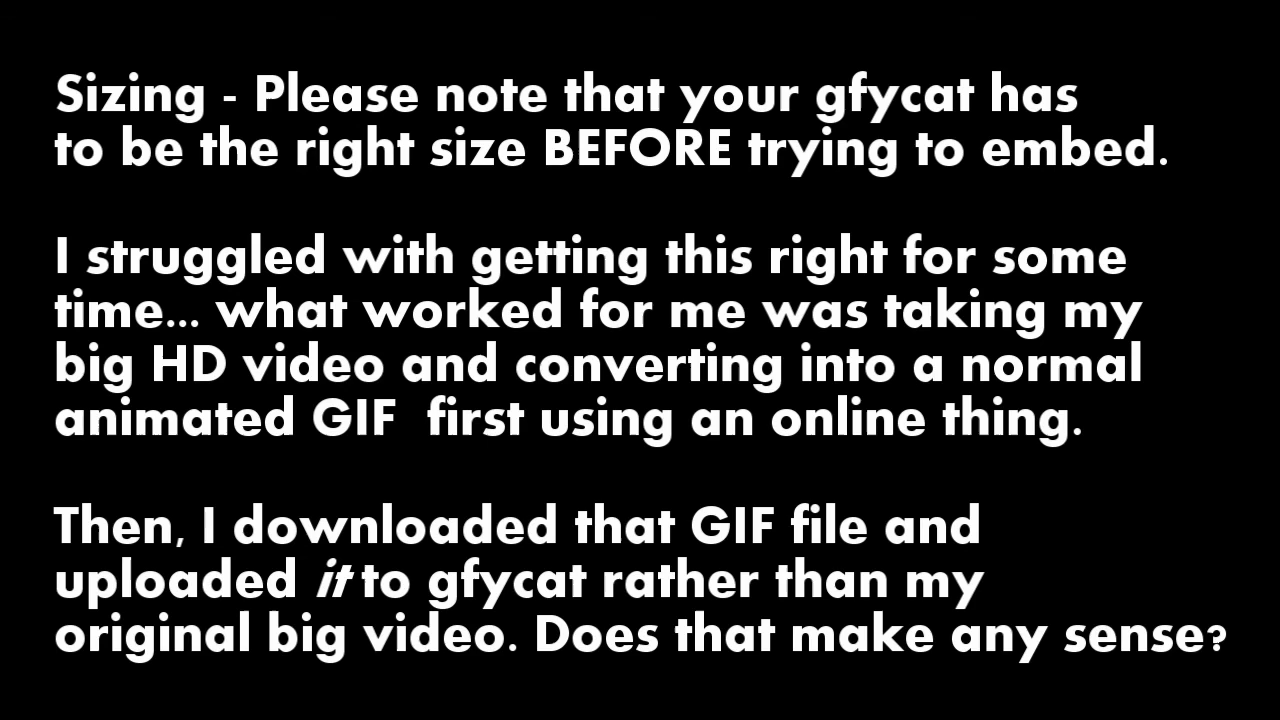 Sizing - Please note that your gfycat has
to be the right size BEFORE trying to embed.
I struggled with getting this right for some
time... what worked for me was taking my
big HD video and converting into a normal
animated GIF  first using an online thing.
Then, I downloaded that GIF file and
uploaded it to gfycat rather than my
original big video. Does that make any sense?